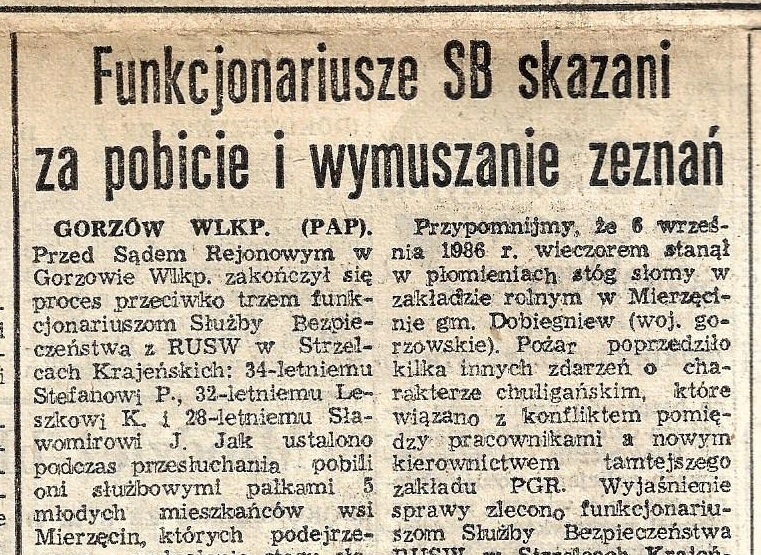 Funkcjonariusze SB skazani
za pobicie i wymuszanie zeznań
GORZÓW WLKP. (PAP).
Przed Sądem Rejonowym w
Gorzowie Wlkp. zakończył się
proces przeciwko trzem funk-
cjonariuszom Służby Bezpie-
czeństwa z RUSW w Strzel-
cach Krajeńskich: 34-letniemu
Stefanowi P., 32-letniemu Le-
szkowi K. i 28-letniemu Sła-
womirowi J. Jak ustalono
podczas przesłuchania pobili
oni służbowymi pałkami 5
młodych mieszkańców wsi
Mierzęcin, których podejrze-
Przypomnijmy, że 6 wrześ-
nia 1986 r. wieczorem stanął
w płomieniach stóg słomy w
zakładzie rolnym w Mierzęci-
nie gm. Dobiegniew (woj. go-
rzowskie). Pożar poprzedziło
kilka innych zdarzeń o cha-
rakterze chuligańskim, które
wiązano z konfliktem pomię-
dzy pracownikami a nowym
kierownictwem tamtejszego
zakładu PGR. Wyjaśnienie
sprawy zlecono funkcjonariu-
szom Służby Bezpieczeństwa
RUSW w Strzelcach Krajeń-